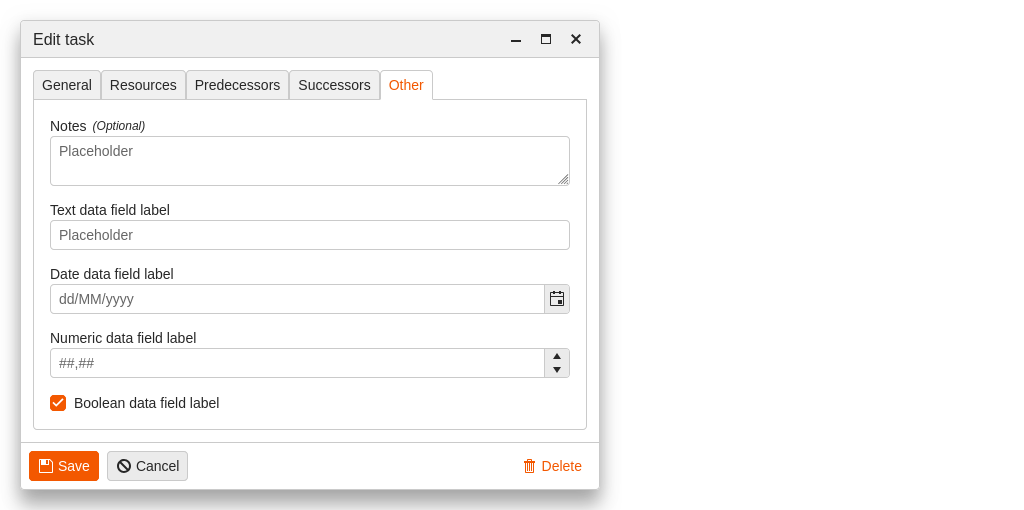 Edit task
General Resources Predecessors Successors Other
Notes (Optional)
Placeholder
Text data field label
Placeholder
Date data field label
dd/MM/yyyy
Numeric data field label
##,##
Boolean data field label
Save Cancel Delete